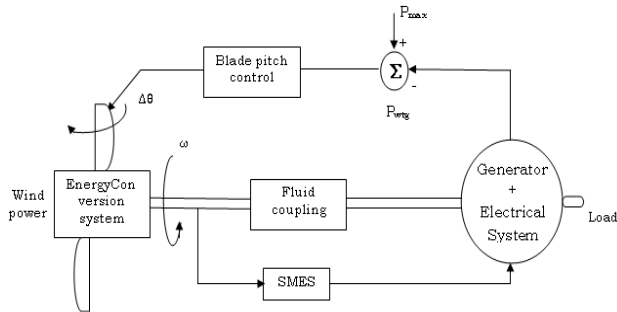 Pmax
+
Blade pitch
control
Σ
-
Δθ
Pwtg
ω
Wind
power
EnergyCon
version
system
Fluid
coupling
Generator
+
Electrical
System
Load
SMES